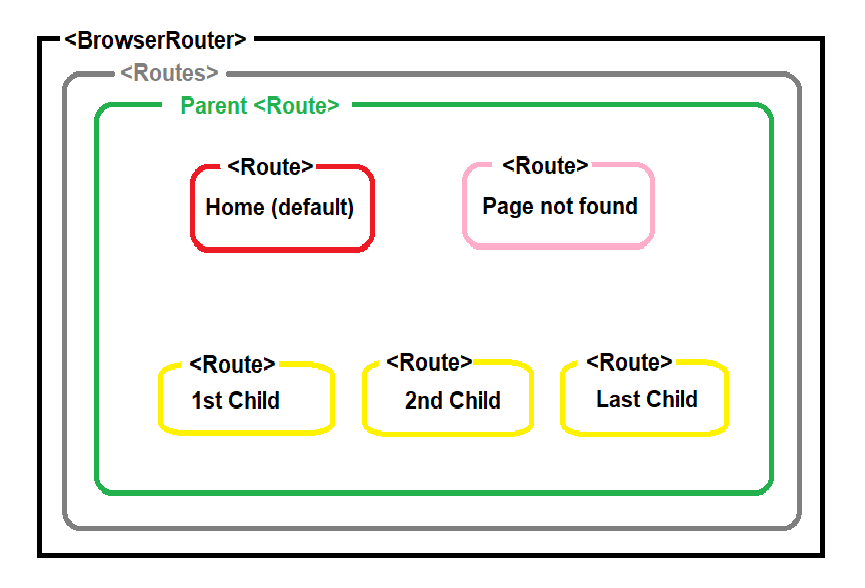 <BrowserRouter>
<Routes>
Parent <Route>
<Route>
Home (default)
<Route>
Page not found
<Route>
1st Child
<Route>
2nd Child
<Route>
Last Child